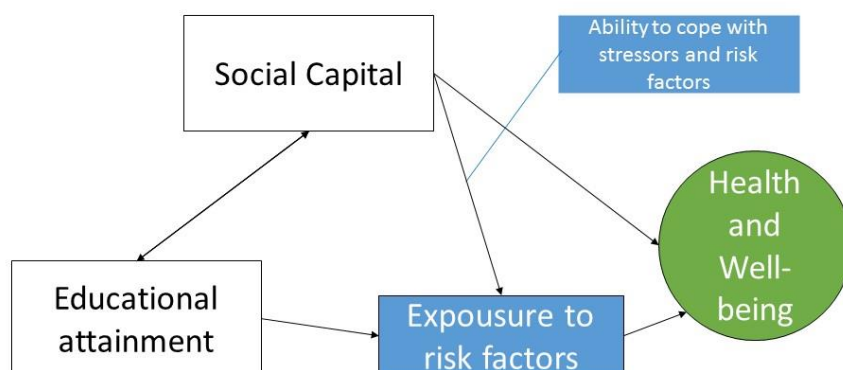 Social Capital
Ability to cope with
stressors and risk
factors
Health
and
Well-
being
Educational
attainment
Expousure to
risk factors